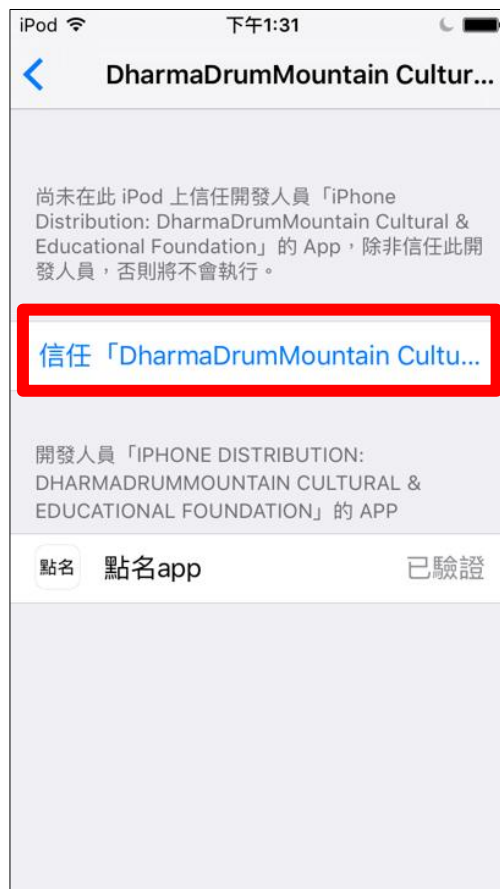 iPod 下午1:31
DharmaDrumMountain Cultur...
尚未在此 iPod 上信任開發人員「iPhone
Distribution: DharmaDrumMountain Cultural &
Educational Foundation」的 App，除非信任此開
發人員，否則將不會執行。
信任「DharmaDrumMountain Cultu...
開發人員「IPHONE DISTRIBUTION:
DHARMADRUMMOUNTAIN CULTURAL &
EDUCATIONAL FOUNDATION」的 APP
點名 點名app 已驗證